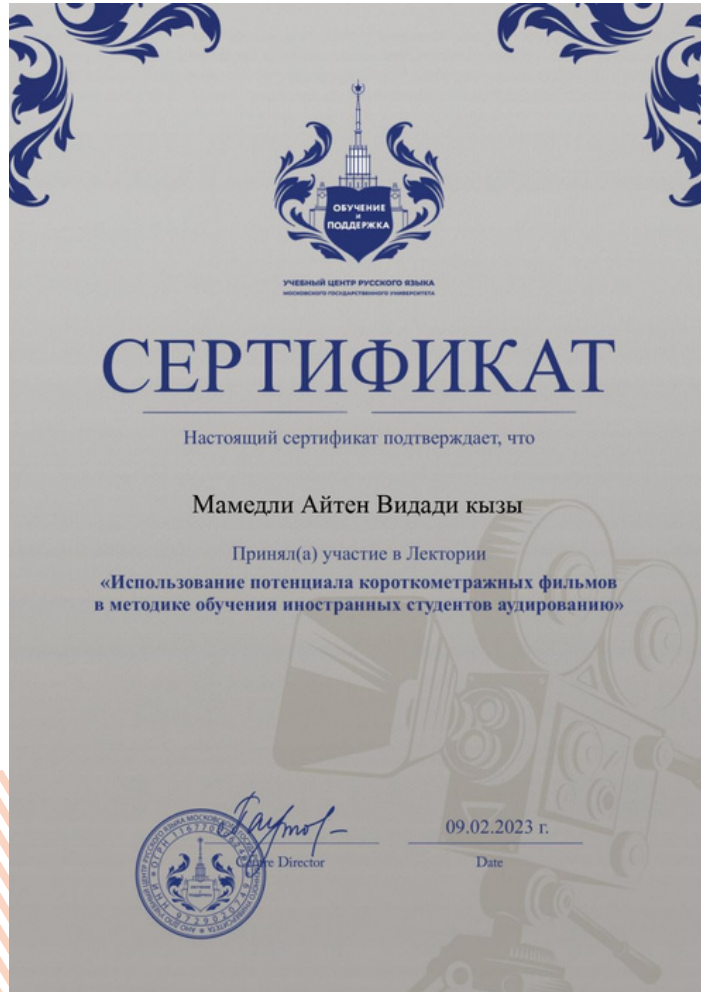 ОБУЧЕНИЕ
И
ПОДДЕРЖКА
УЧЕБНЫЙ ЦЕНТР РУССКОГО ЯЗЫКА
МОСКОВСКОГО ГОСУДАРСТВЕННОГО УНИВЕРСИТЕТА
СЕРТИФИКАТ
Настоящий сертификат подтверждает, что
Мамедли Айтен Видади кызы
Принял(а) участие в Лектории
«Использование потенциала короткометражных фильмов
в методике обучения иностранных студентов аудированию»
09.02.2023 г.
Centre Director
Date